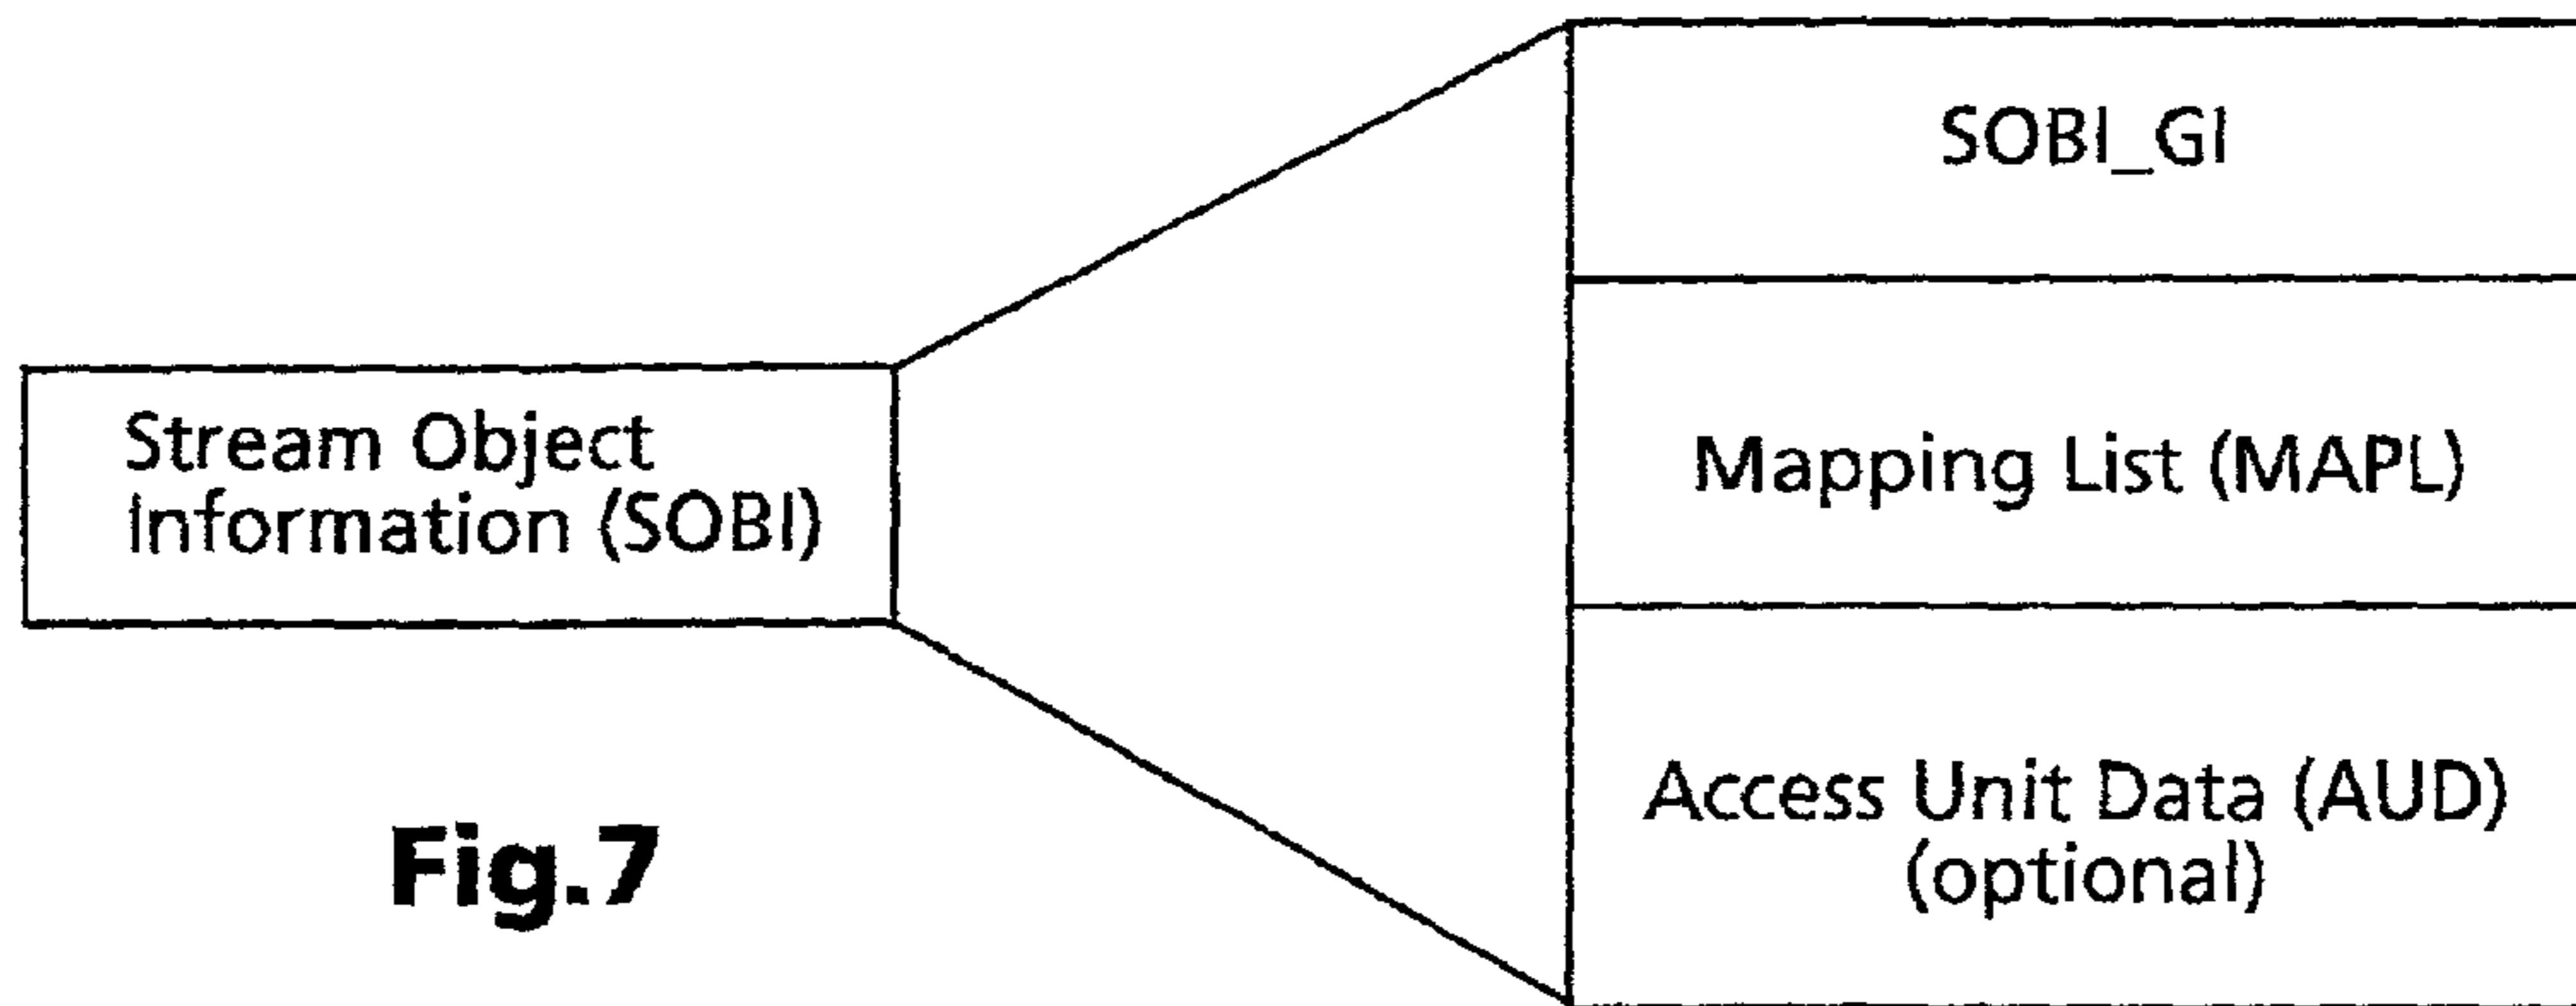 Stream Object
Information (SOBI)
SOBI_GI
Mapping List (MAPL)
Access Unit Data (AUD)
(optional)
Fig.7